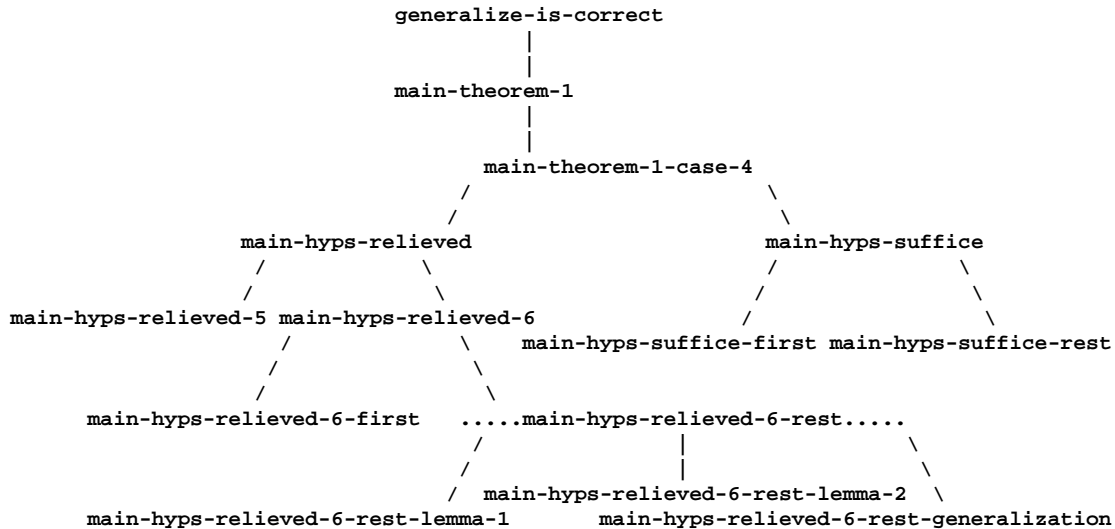 generalize-is-correct
main-theorem-1
main-theorem-1-case-4
main-hyps-relieved main-hyps-suffice
main-hyps-relieved-5 main-hyps-relieved-6
main-hyps-suffice-first main-hyps-suffice-rest
main-hyps-relieved-6-first .....main-hyps-relieved-6-rest.....
main-hyps-relieved-6-rest-lemma-2
main-hyps-relieved-6-rest-lemma-1 main-hyps-relieved-6-rest-generalization